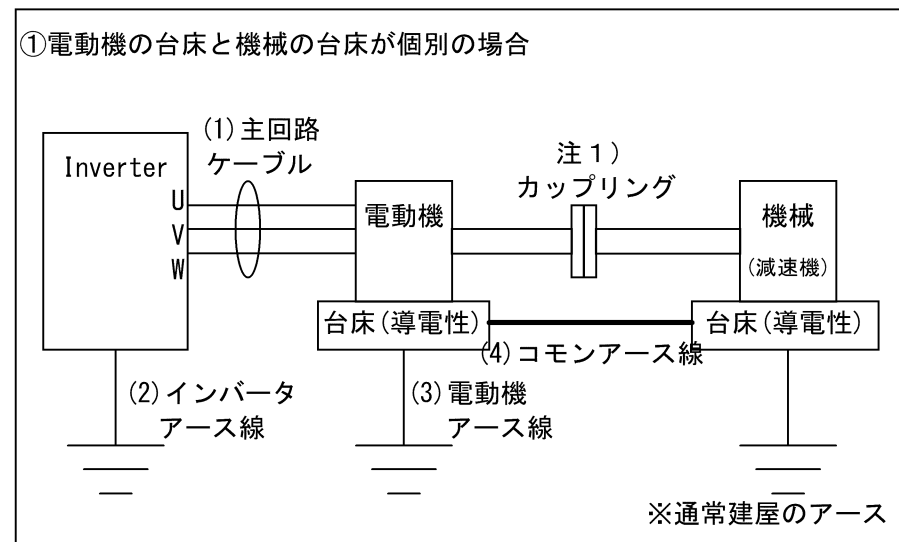 ①電動機の台床と機械の台床が個別の場合
(1)主回路
ケーブル
注１)
カップリング
Inverter
U
V
W
電動機
機械
(減速機)
台床(導電性)
台床(導電性)
(4)コモンアース線
(2)インバータ
アース線
(3)電動機
アース線
※通常建屋のアース